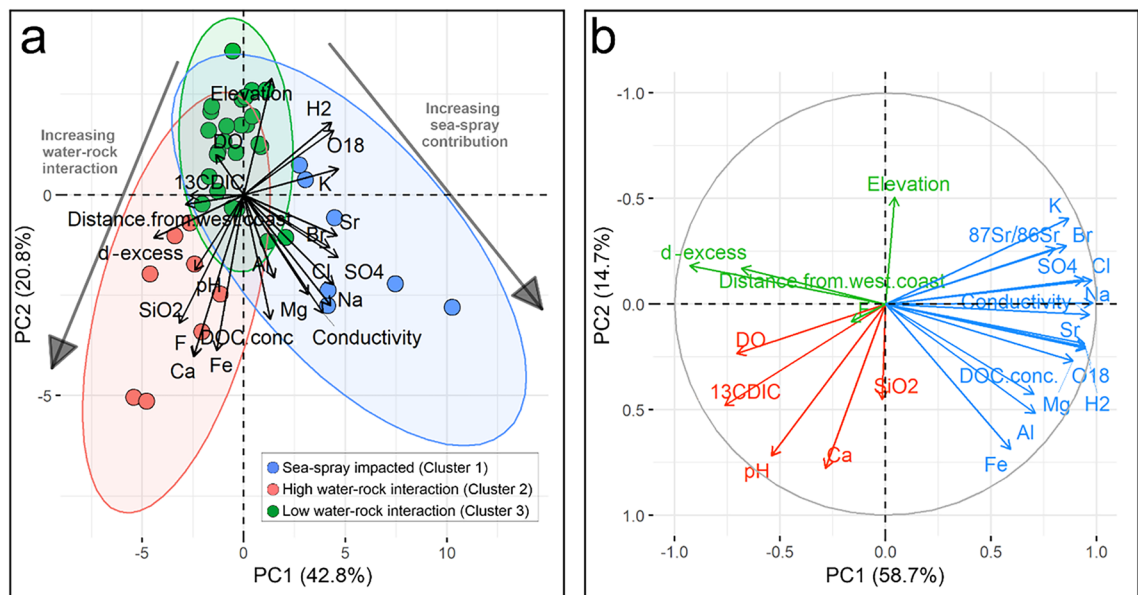 a
Increasing
water-rock
interaction
Increasing
sea-spray
contribution
Elevation
H2
DO
O18
13CDIC
K
Distance.from.west.coast
Sr
Br
d-excess
Al
Cl
SO4
pH
Mg
Na
SiO2
F
DOC.conc
Conductivity
Ca
Fe
PC2 (20.8%)
0
-5
Sea-spray impacted (Cluster 1)
High water-rock interaction (Cluster 2)
Low water-rock interaction (Cluster 3)
-5
0
5
10
PC1 (42.8%)
b
-1.0
-0.5
0.0
0.5
1.0
PC2 (14.7%)
Elevation
K
87Sr/86Sr
Br
d-excess
SO4
Cl
Distance.from.west.coast
Conductivity
Na
DO
Sr
13CDIC
SiO2
DOC.conc.
O18
Mg
H2
Al
pH
Ca
Fe
-1.0
-0.5
0.0
0.5
1.0
PC1 (58.7%)